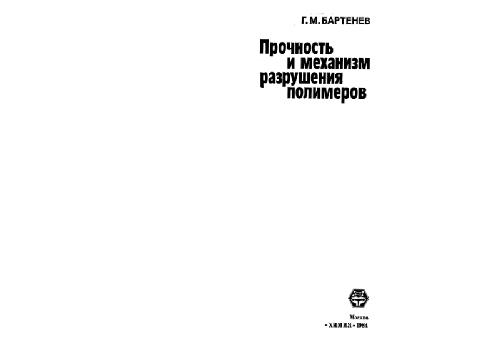 Г. М. БАРТЕНЕВ
Прочность
и механизм
разрушения
полимеров
Москва
«ХИМИЯ» 1984